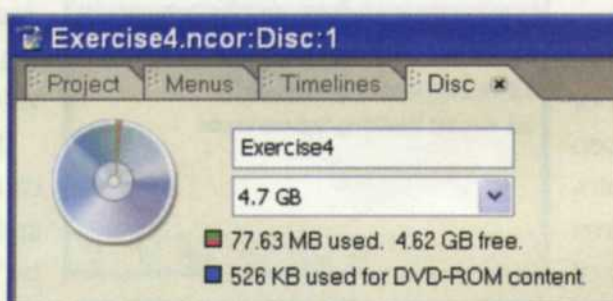 Exercise4.ncor:Disc:1
Project Menus Timelines Disc
Exercise4
4.7 GB
77.63 MB used. 4.62 GB free.
526 KB used for DVD-ROM content.